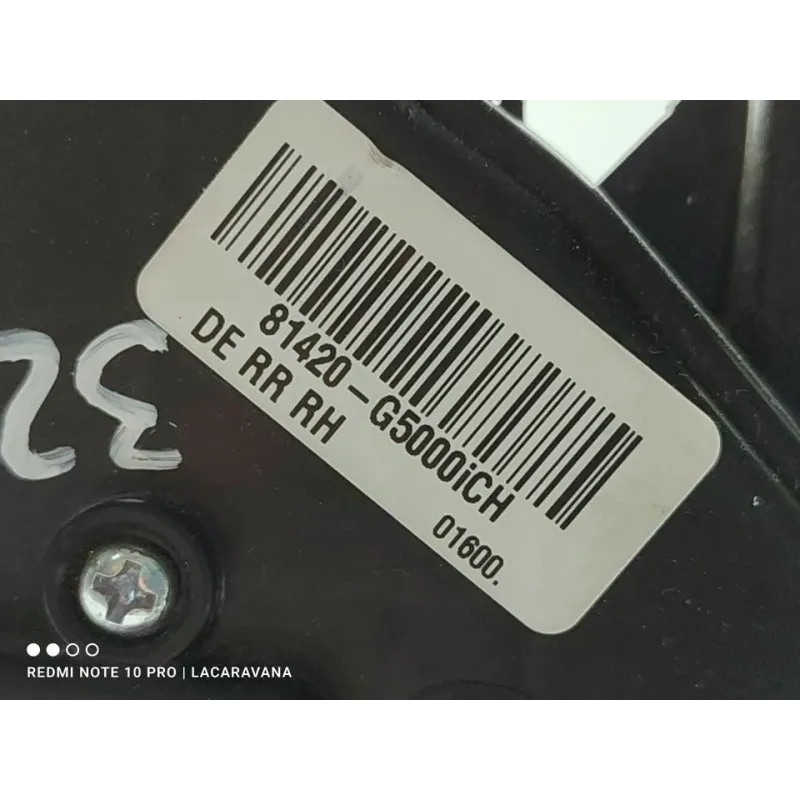 81420-G5000iCH
DE RR RH
01600.
32
REDMI NOTE 10 PRO | LACARAVANA